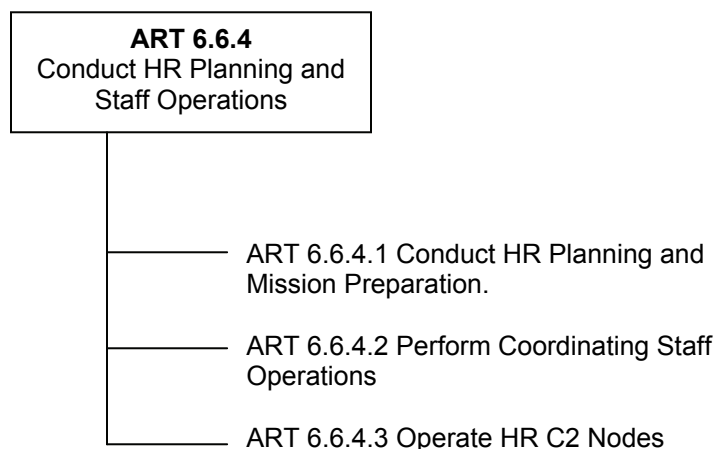 ART 6.6.4
Conduct HR Planning and
Staff Operations
ART 6.6.4.1 Conduct HR Planning and
Mission Preparation.
ART 6.6.4.2 Perform Coordinating Staff
Operations
ART 6.6.4.3 Operate HR C2 Nodes